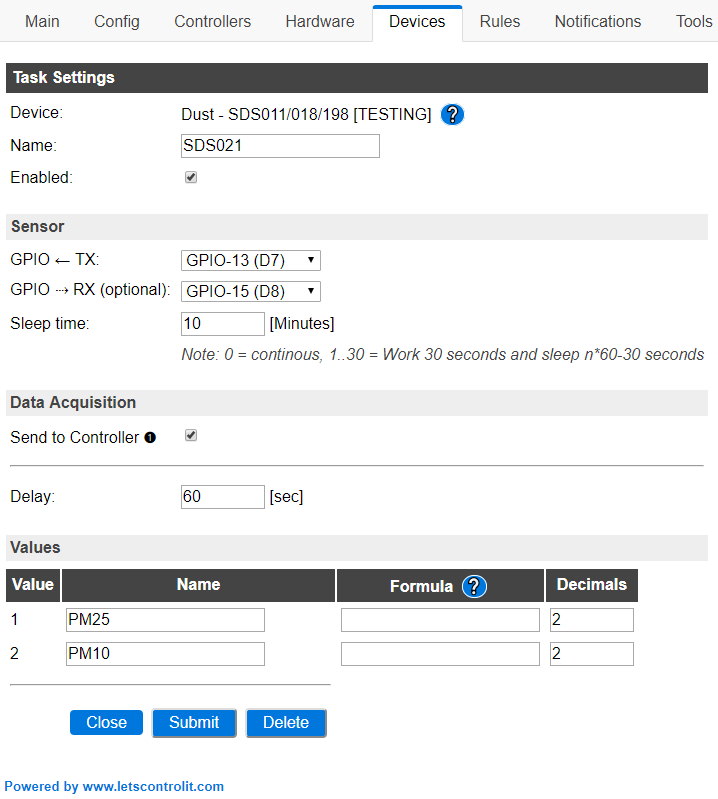 Main Config Controllers Hardware Devices Rules Notifications Tools
Task Settings
Device: Dust - SDS011/018/198 [TESTING] ?
Name: SDS021
Enabled:
Sensor
GPIO ← TX: GPIO-13 (D7)
GPIO ⇢ RX (optional): GPIO-15 (D8)
Sleep time: 10 [Minutes]
Note: 0 = continous, 1..30 = Work 30 seconds and sleep n*60-30 seconds
Data Acquisition
Send to Controller ❶
Delay: 60 [sec]
Values
Value Name Formula ? Decimals
1 PM25 2
2 PM10 2
Close Submit Delete
Powered by www.letscontrolit.com